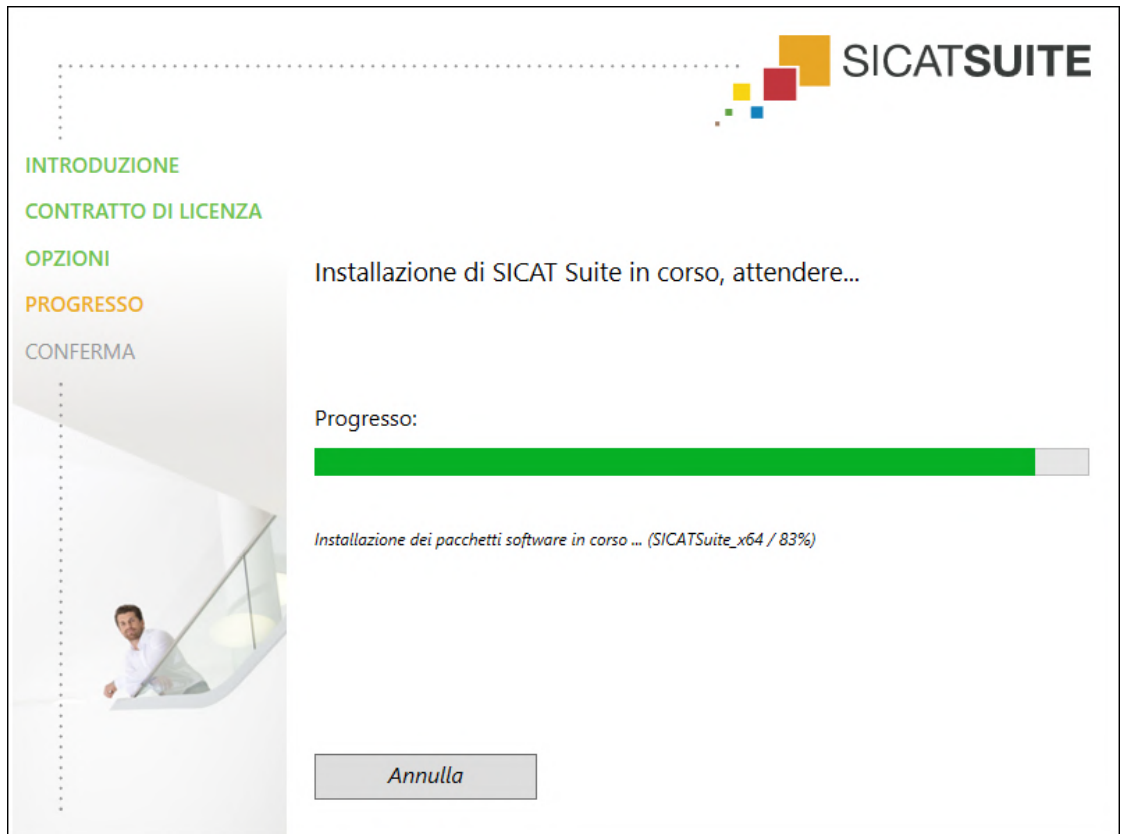 SICATSUITE
INTRODUZIONE
CONTRATTO DI LICENZA
OPZIONI
PROGRESSO
CONFERMA
Installazione di SICAT Suite in corso, attendere...
Progresso:
Installazione dei pacchetti software in corso ... (SICATSuite_x64 / 83%)
Annulla